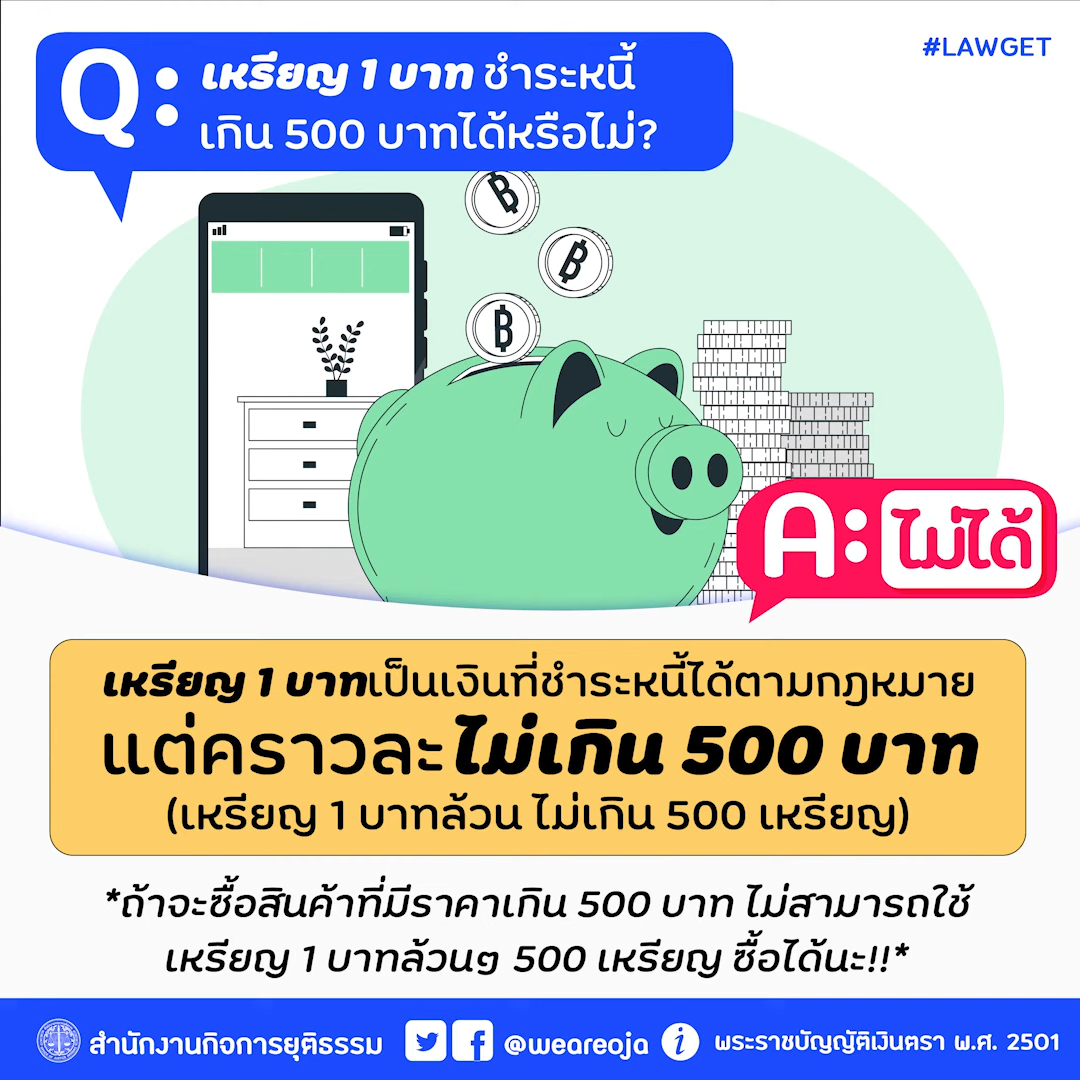 #LAWGET
Q: เหรียญ 1 บาท ชำระหนี้
เกิน 500 บาทได้หรือไม่?
A: ไม่ได้
เหรียญ 1 บาทเป็นเงินที่ชำระหนี้ได้ตามกฎหมาย
แต่คราวละไม่เกิน 500 บาท
(เหรียญ 1 บาทล้วน ไม่เกิน 500 เหรียญ)
*ถ้าจะซื้อสินค้าที่มีราคาเกิน 500 บาท ไม่สามารถใช้
เหรียญ 1 บาทล้วนๆ 500 เหรียญ ซื้อได้นะ!!*
สำนักงานกิจการยุติธรรม @weareoja พระราชบัญญัติเงินตรา พ.ศ. 2501